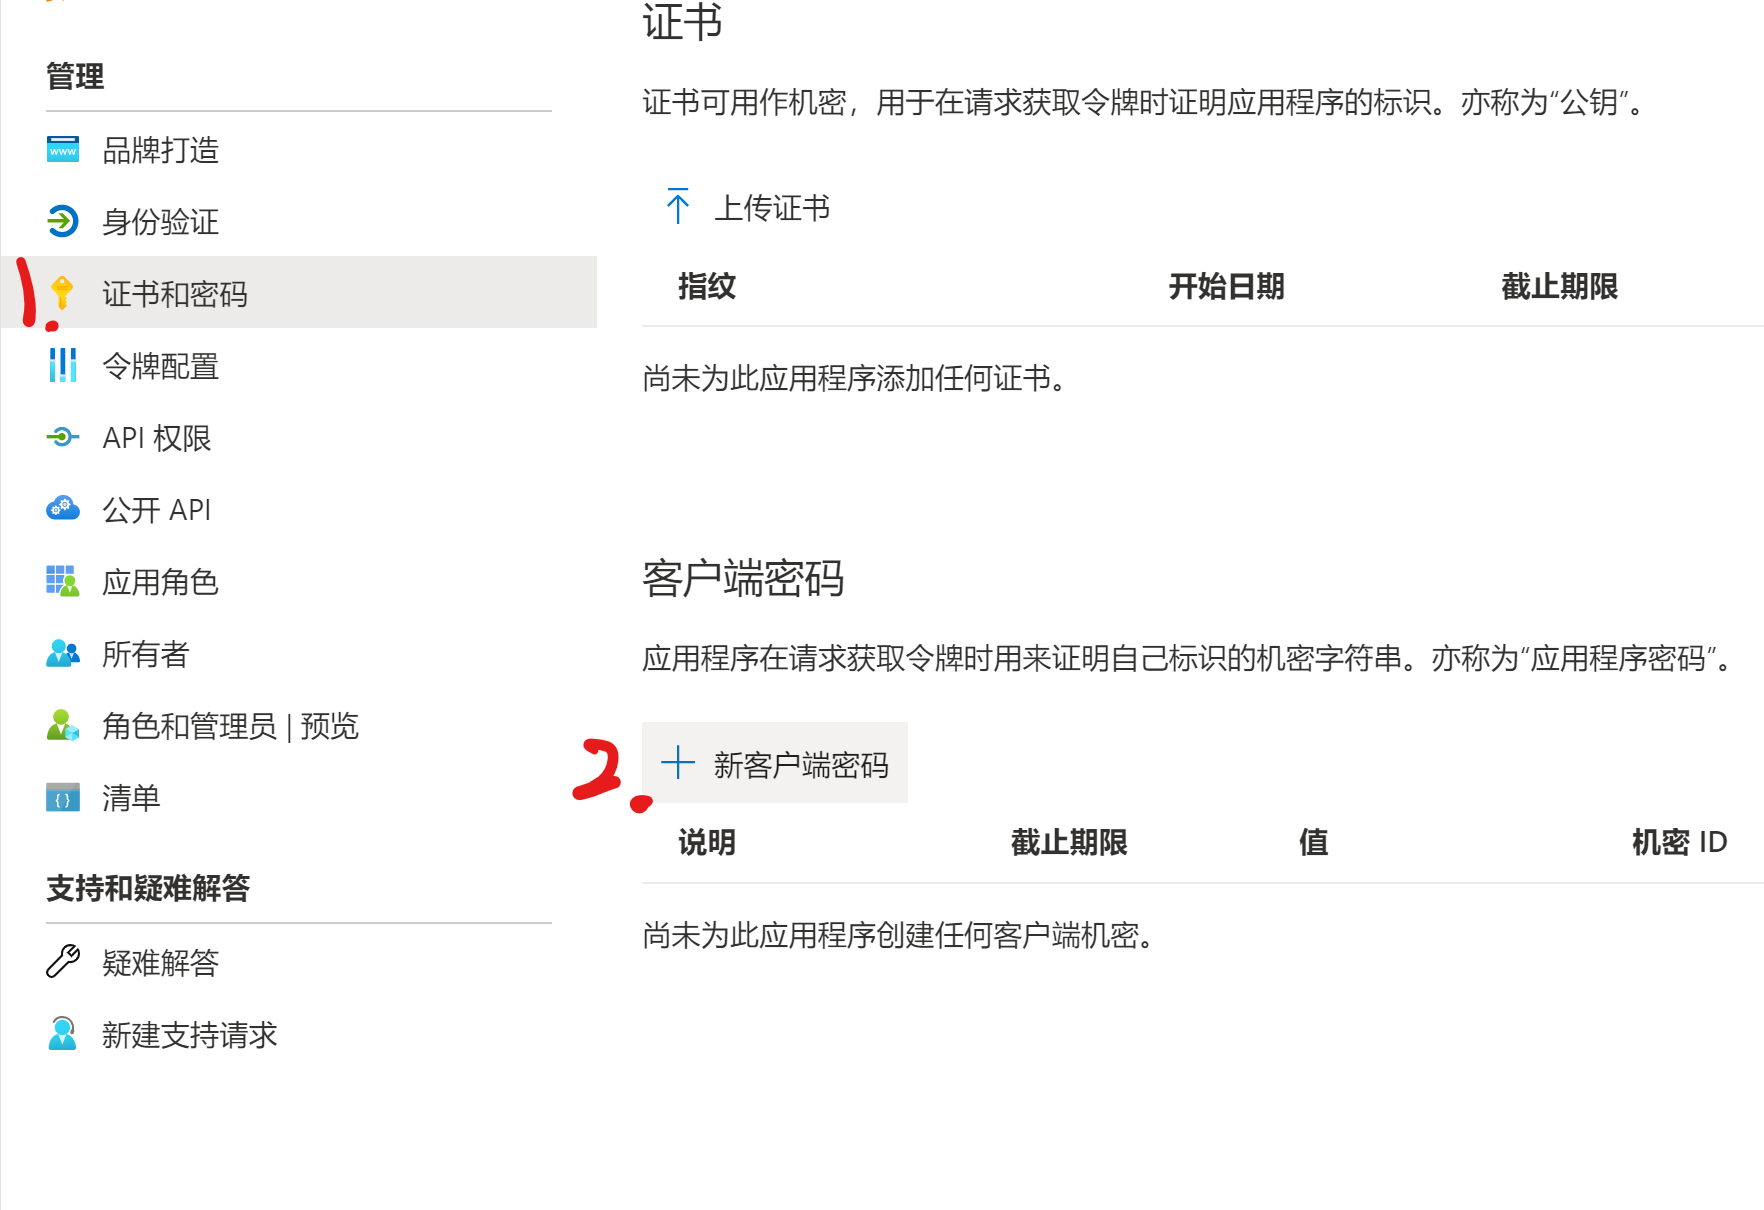 管理
品牌打造
身份验证
1.
证书和密码
令牌配置
API 权限
公开 API
应用角色
所有者
角色和管理员 | 预览
清单
支持和疑难解答
疑难解答
新建支持请求
证书
证书可用作机密，用于在请求获取令牌时证明应用程序的标识。亦称为“公钥”。
上传证书
指纹 开始日期 截止期限
尚未为此应用程序添加任何证书。
客户端密码
应用程序在请求获取令牌时用来证明自己标识的机密字符串。亦称为“应用程序密码”。
2.
新客户端密码
说明 截止期限 值 机密 ID
尚未为此应用程序创建任何客户端机密。